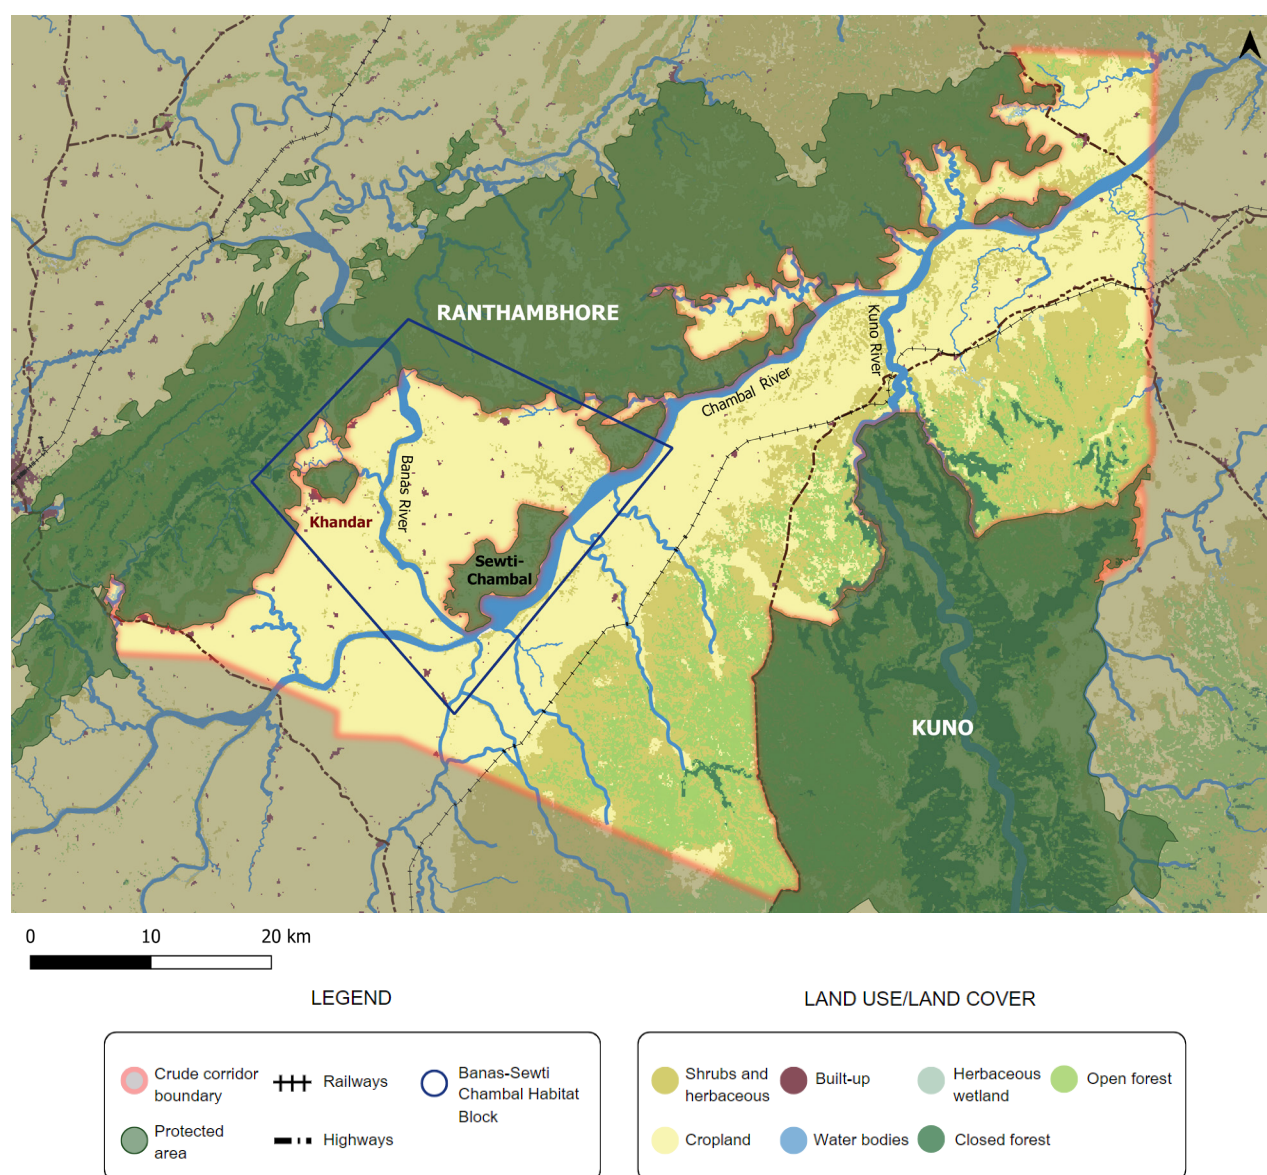 RANTHAMBHORE
Kuno River
Chambal River
Banas River
Khandar
Sewti-
Chambal
KUNO
0 10 20 km
LEGEND
Crude corridor
boundary
Railways
Banas-Sewti
Chambal Habitat
Block
Protected
area
Highways
LAND USE/LAND COVER
Shrubs and
herbaceous
Built-up
Herbaceous
wetland
Open forest
Cropland
Water bodies
Closed forest